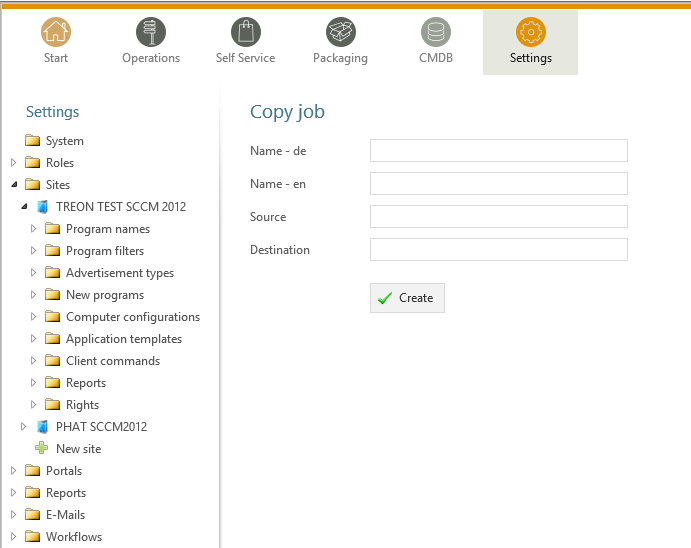 Start
Operations
Self Service
Packaging
CMDB
Settings
Settings
System
Roles
Sites
TREON TEST SCCM 2012
Program names
Program filters
Advertisement types
New programs
Computer configurations
Application templates
Client commands
Reports
Rights
PHAT SCCM2012
New site
Portals
Reports
E-Mails
Workflows
Copy job
Name - de
Name - en
Source
Destination
Create